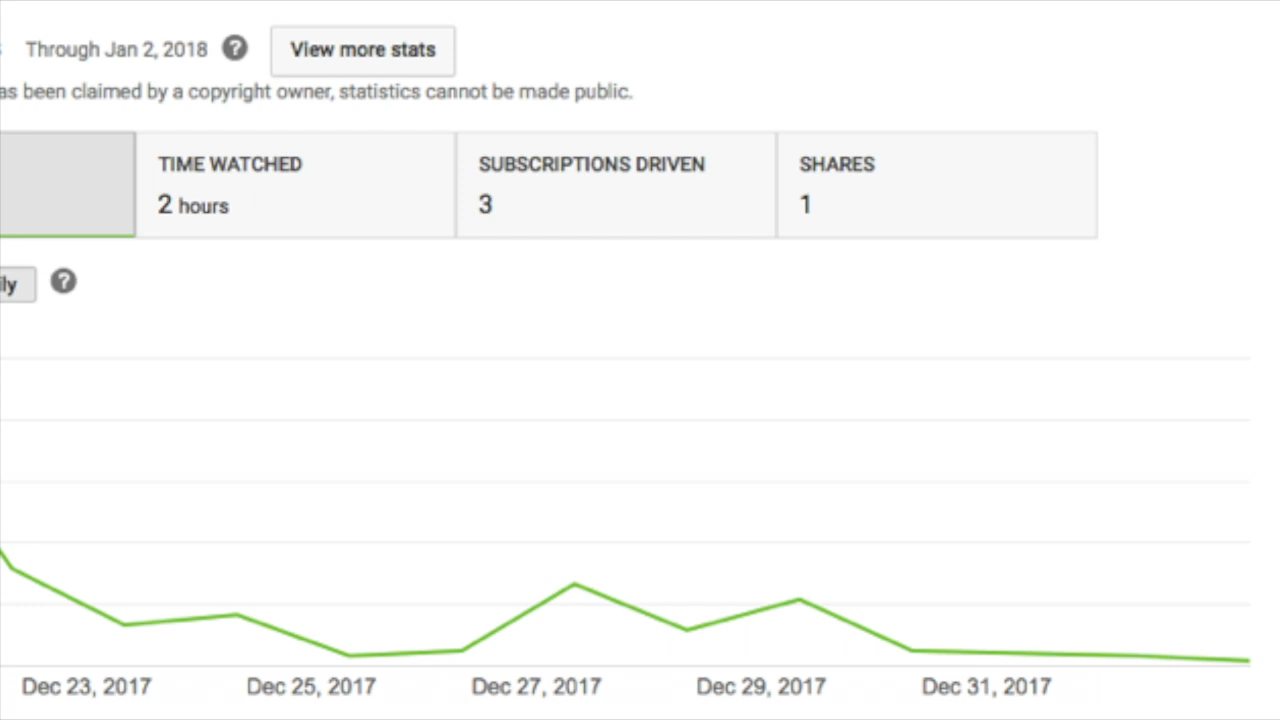 Through Jan 2, 2018 ? View more stats
as been claimed by a copyright owner, statistics cannot be made public.
TIME WATCHED SUBSCRIPTIONS DRIVEN SHARES
2 hours 3 1
ily ?
Dec 23, 2017 Dec 25, 2017 Dec 27, 2017 Dec 29, 2017 Dec 31, 2017